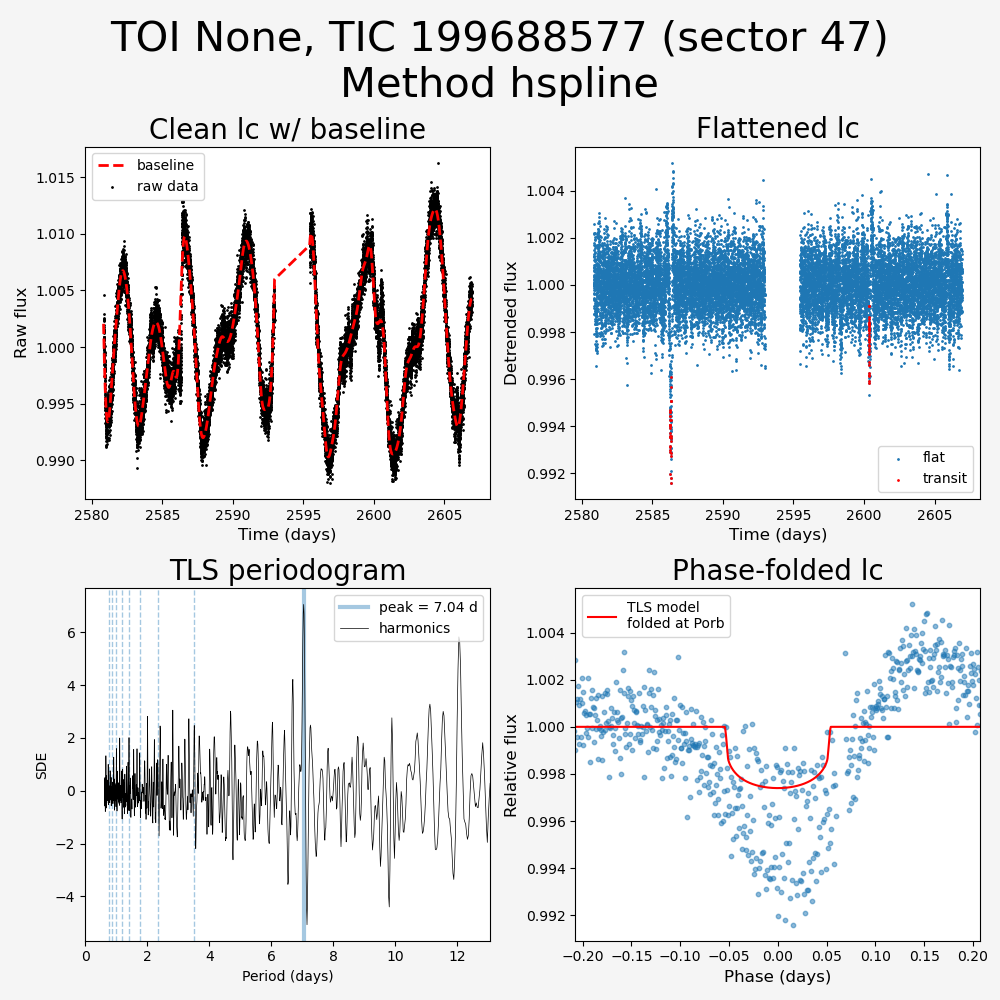 TOI None, TIC 199688577 (sector 47)
Method hspline
Clean lc w/ baseline
baseline
raw data
Raw flux
1.015
1.010
1.005
1.000
0.995
0.990
2580 2585 2590 2595 2600 2605
Time (days)
Flattened lc
Detrended flux
1.004
1.002
1.000
0.998
0.996
0.994
0.992
flat
transit
2580 2585 2590 2595 2600 2605
Time (days)
TLS periodogram
peak = 7.04 d
harmonics
SDE
6
4
2
0
−2
−4
0 2 4 6 8 10 12
Period (days)
Phase-folded lc
TLS model
folded at Porb
Relative flux
1.004
1.002
1.000
0.998
0.996
0.994
0.992
−0.20 −0.15 −0.10 −0.05 0.00 0.05 0.10 0.15 0.20
Phase (days)